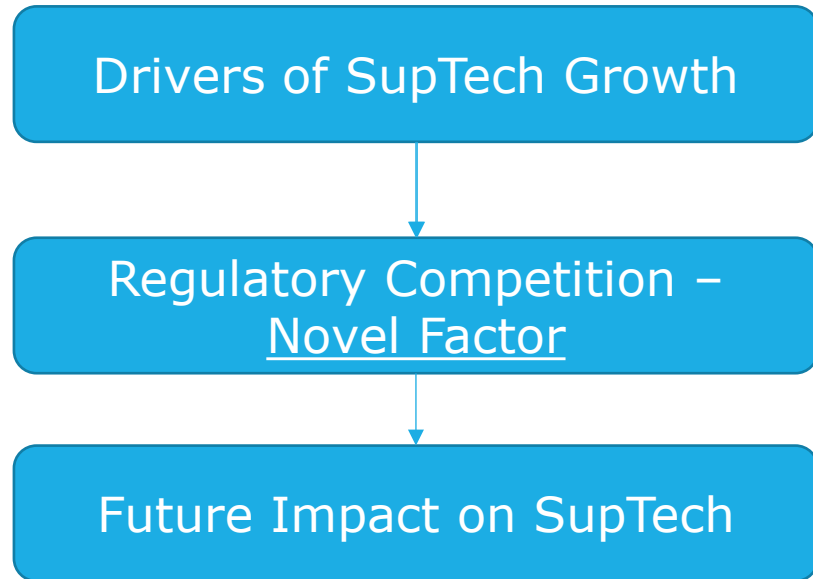 Drivers of SupTech Growth
Regulatory Competition –
Novel Factor
Future Impact on SupTech